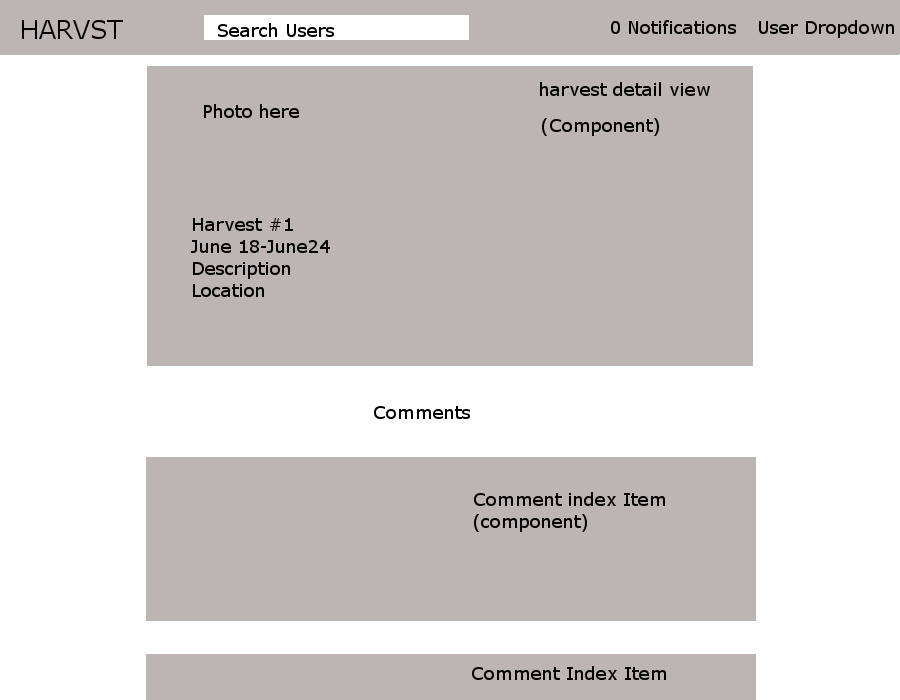 HARVST
Search Users
0 Notifications
User Dropdown
Photo here
harvest detail view
(Component)
Harvest #1
June 18-June24
Description
Location
Comments
Comment index Item
(component)
Comment Index Item